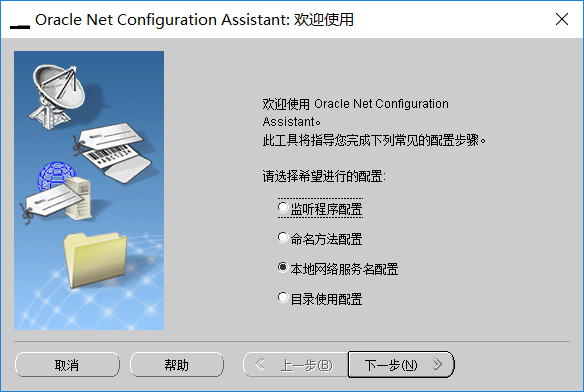 Oracle Net Configuration Assistant: 欢迎使用
欢迎使用 Oracle Net Configuration
Assistant。
此工具将指导您完成下列常见的配置步骤。
请选择希望进行的配置:
监听程序配置
命名方法配置
本地网络服务名配置
目录使用配置
取消
帮助
上一步(B)
下一步(N)